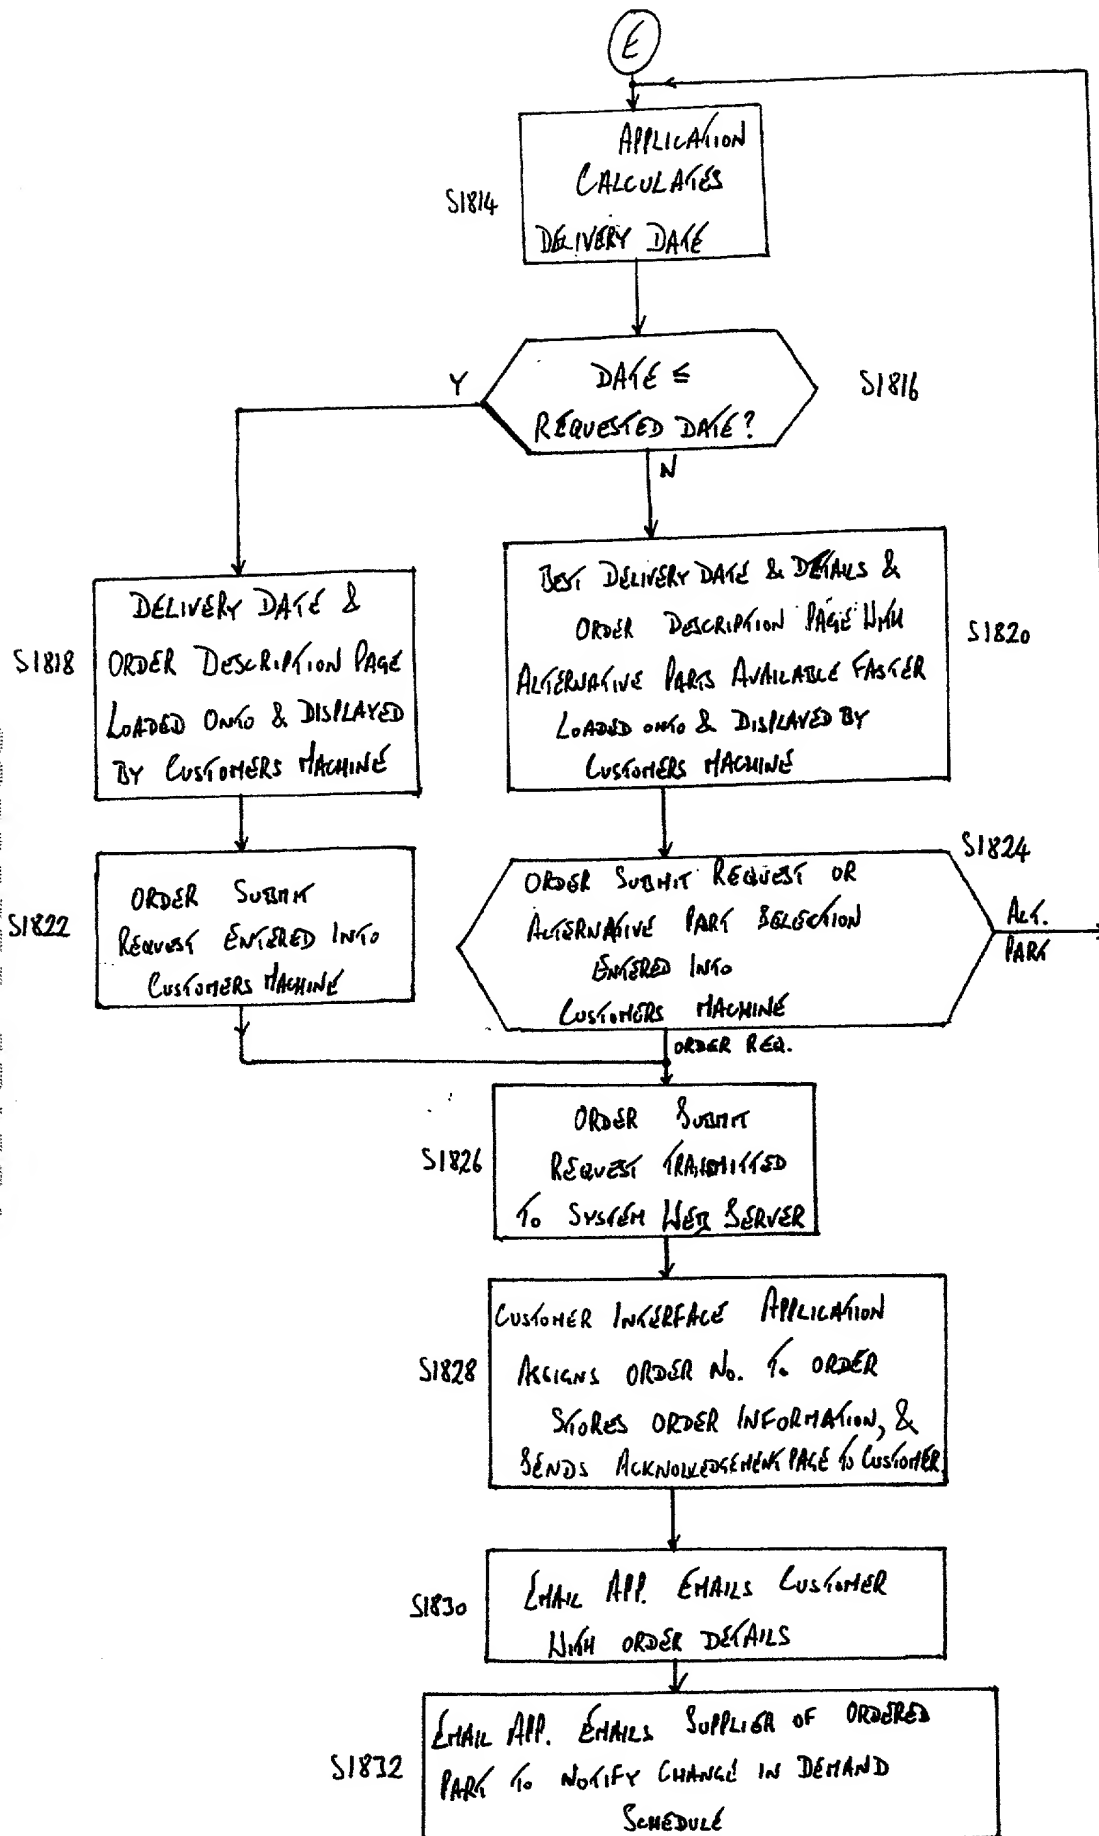 E
APPLICATION
CALCULATES
DELIVERY DATE
S1814
DATE ≤
REQUESTED DATE?
S1816
Y
N
DELIVERY DATE &
ORDER DESCRIPTION PAGE
LOADED ONTO & DISPLAYED
BY CUSTOMERS MACHINE
S1818
BEST DELIVERY DATE & DETAILS &
ORDER DESCRIPTION PAGE WITH
ALTERNATIVE PARTS AVAILABLE FASTER
LOADED ONTO & DISPLAYED BY
CUSTOMERS MACHINE
S1820
ORDER SUBMIT
REQUEST ENTERED INTO
CUSTOMERS MACHINE
S1822
S1824
ORDER SUBMIT REQUEST OR
ALTERNATIVE PART SELECTION
ENTERED INTO
CUSTOMERS MACHINE
ALT.
PART
ORDER REQ.
ORDER SUBMIT
REQUEST TRANSMITTED
TO SYSTEM WEB SERVER
S1826
CUSTOMER INTERFACE APPLICATION
ASSIGNS ORDER NO. TO ORDER
STORES ORDER INFORMATION, &
SENDS ACKNOWLEDGEMENT PAGE TO CUSTOMER
S1828
EMAIL APP. EMAILS CUSTOMER
WITH ORDER DETAILS
S1830
EMAIL APP. EMAILS SUPPLIER OF ORDERED
PART TO NOTIFY CHANGE IN DEMAND
SCHEDULE
S1832